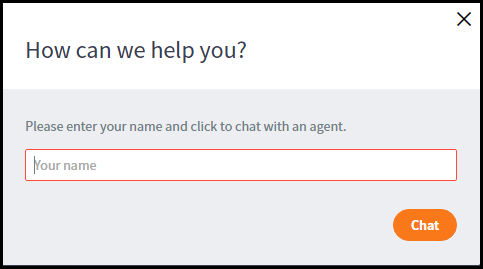 How can we help you?
Please enter your name and click to chat with an agent.
Your name
Chat